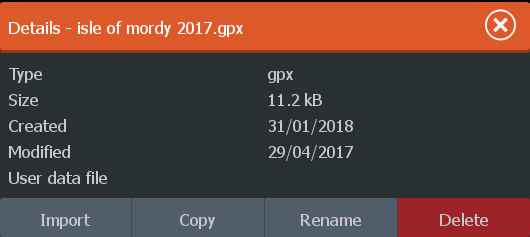 Details - isle of mordy 2017.gpx
Type gpx
Size 11.2 kB
Created 31/01/2018
Modified 29/04/2017
User data file
Import Copy Rename Delete